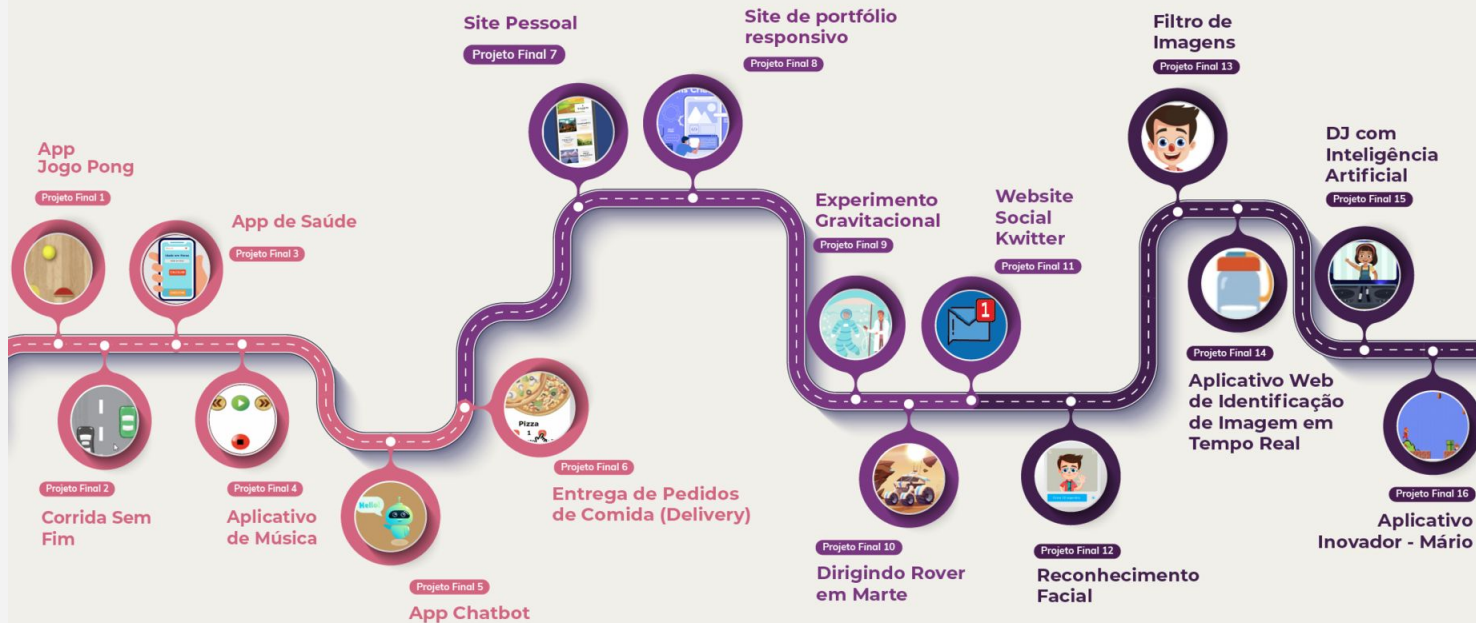 App
Jogo Pong
Projeto Final 1
Projeto Final 2
Corrida Sem
Fim
App de Saúde
Projeto Final 3
Projeto Final 4
Aplicativo
de Música
Hello!
Projeto Final 5
App Chatbot
Pizza
1
Projeto Final 6
Entrega de Pedidos
de Comida (Delivery)
Site Pessoal
Projeto Final 7
Site de portfólio
responsivo
Projeto Final 8
Experimento
Gravitacional
Projeto Final 9
Projeto Final 10
Dirigindo Rover
em Marte
Website
Social
Kwitter
Projeto Final 11
1
Projeto Final 12
Reconhecimento
Facial
Filtro de
Imagens
Projeto Final 13
Projeto Final 14
Aplicativo Web
de Identificação
de Imagem em
Tempo Real
DJ com
Inteligência
Artificial
Projeto Final 15
Projeto Final 16
Aplicativo
Inovador - Mário